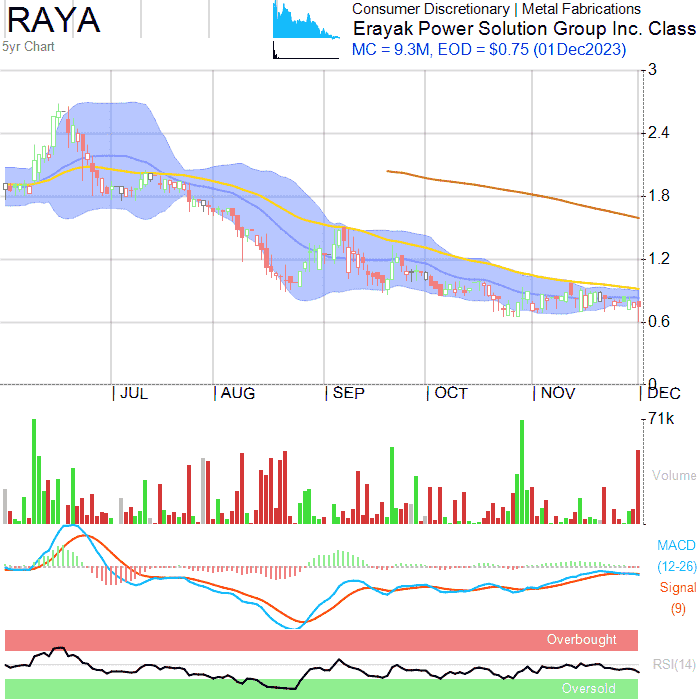 RAYA
5yr Chart
Consumer Discretionary | Metal Fabrications
Erayak Power Solution Group Inc. Class
MC = 9.3M, EOD = $0.75 (01Dec2023)
3
2.4
1.8
1.2
0.6
0
JUL AUG SEP OCT NOV DEC
71k
Volume
MACD
(12-26)
Signal
(9)
Overbought
RSI(14)
Oversold